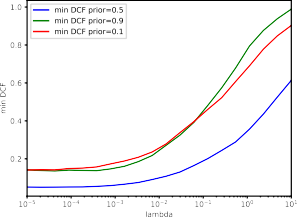 min DCF prior=0.5
min DCF prior=0.9
min DCF prior=0.1
min DCF
1.0
0.8
0.6
0.4
0.2
10⁻⁵ 10⁻⁴ 10⁻³ 10⁻² 10⁻¹ 10⁰ 10¹
lambda